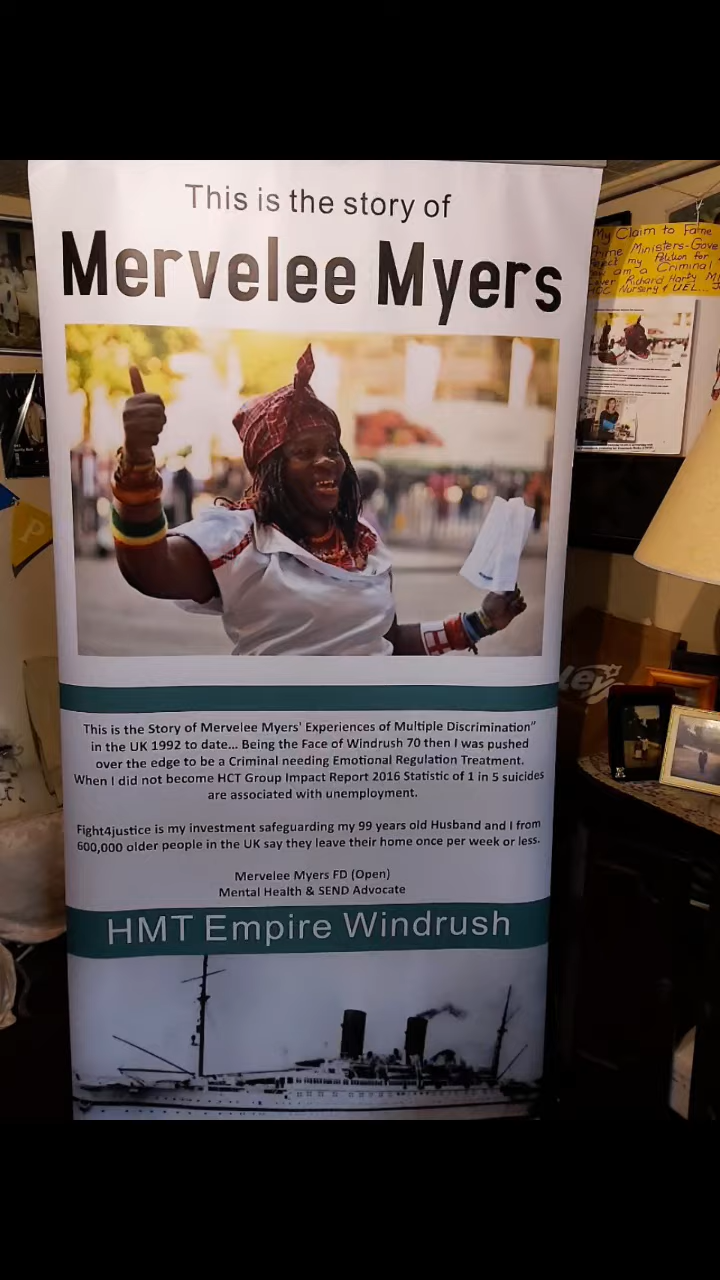 This is the story of
Mervelee Myers
This is the Story of Mervelee Myers' Experiences of Multiple Discrimination"
in the UK 1992 to date... Being the Face of Windrush 70 then I was pushed
over the edge to be a Criminal needing Emotional Regulation Treatment.
When I did not become HCT Group Impact Report 2016 Statistic of 1 in 5 suicides
are associated with unemployment.
Fight4justice is my investment safeguarding my 99 years old Husband and I from
600,000 older people in the UK say they leave their home once per week or less.
Mervelee Myers FD (Open)
Mental Health & SEND Advocate
HMT Empire Windrush
My Claim to Fame
Ministers-Gove
my Petition for
am a Criminal
Richard Harty
Nursery & UEL
ley
P